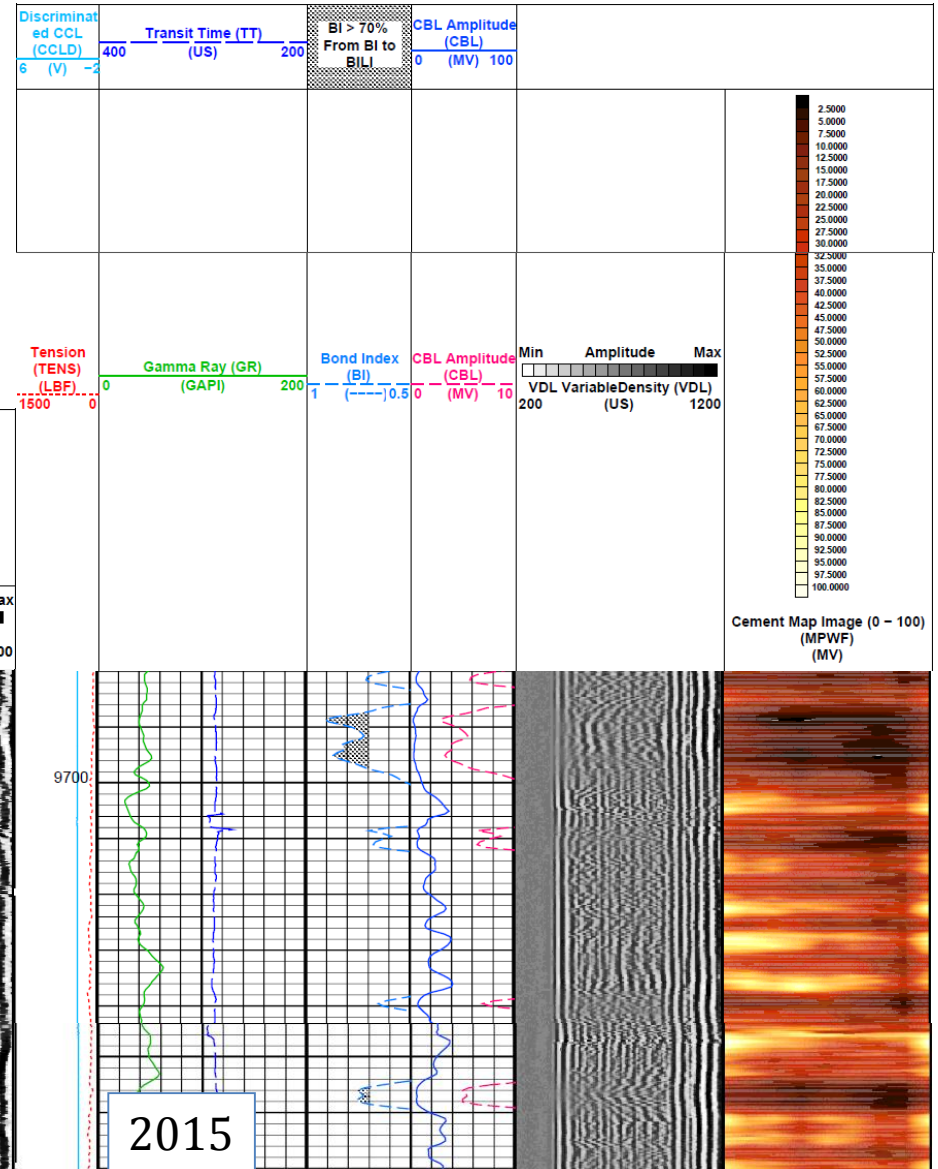 Discriminat
ed CCL
(CCLD)
6 (V) −2
Transit Time (TT)
400 (US) 200
BI > 70%
From BI to
BILI
CBL Amplitude
(CBL)
0 (MV) 100
2.5000
5.0000
7.5000
10.0000
12.5000
15.0000
17.5000
20.0000
22.5000
25.0000
27.5000
30.0000
32.5000
35.0000
37.5000
40.0000
42.5000
45.0000
47.5000
50.0000
52.5000
55.0000
57.5000
60.0000
62.5000
65.0000
67.5000
70.0000
72.5000
75.0000
77.5000
80.0000
82.5000
85.0000
87.5000
90.0000
92.5000
95.0000
97.5000
100.0000
Tension
(TENS)
(LBF)
1500 0
Gamma Ray (GR)
0 (GAPI) 200
Bond Index
(BI)
1 (----) 0.5
CBL Amplitude
(CBL)
0 (MV) 10
Min Amplitude Max
VDL VariableDensity (VDL)
200 (US) 1200
Cement Map Image (0 − 100)
(MPWF)
(MV)
9700
2015